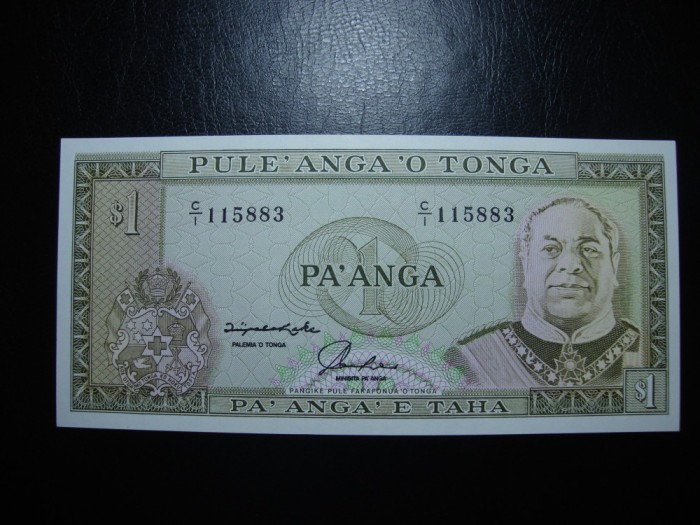 PULE'ANGA 'O TONGA
$1
C/1 115883
C/1 115883
1
PA'ANGA
PALEMIA 'O TONGA
MINISITA PA'ANGA
PANGIKE PULE FAKAFONUA 'O TONGA
PA'ANGA' E TAHA
$1